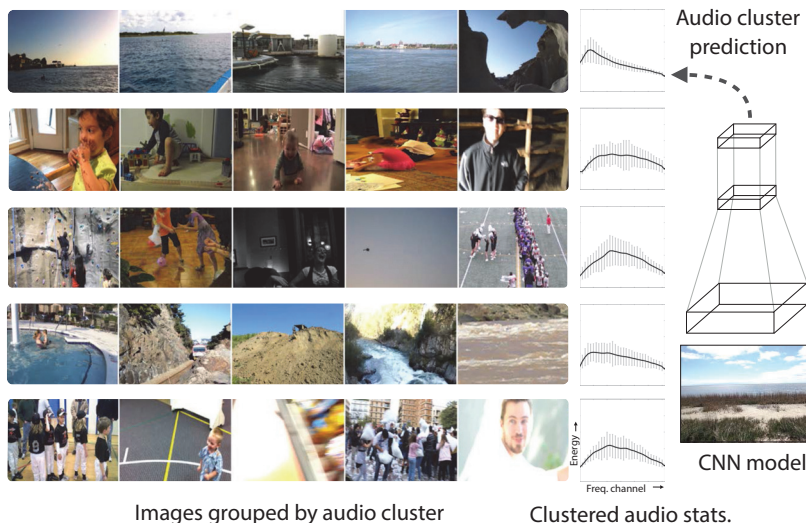 Audio cluster
prediction
Energy →
Freq. channel →
CNN model
Images grouped by audio cluster
Clustered audio stats.